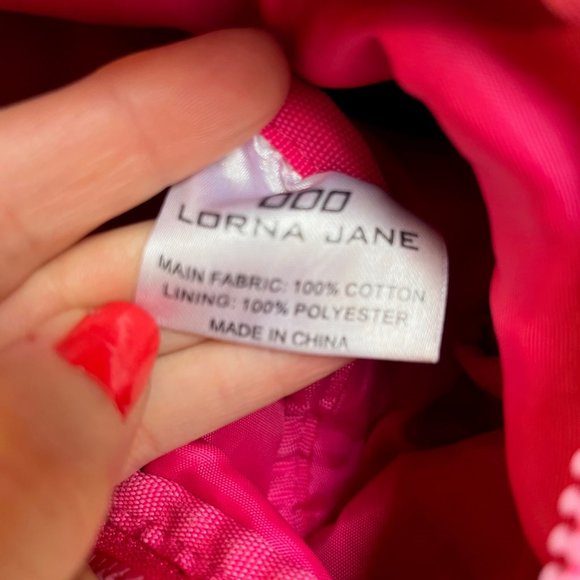 LORNA JANE
MAIN FABRIC: 100% COTTON
LINING: 100% POLYESTER
MADE IN CHINA